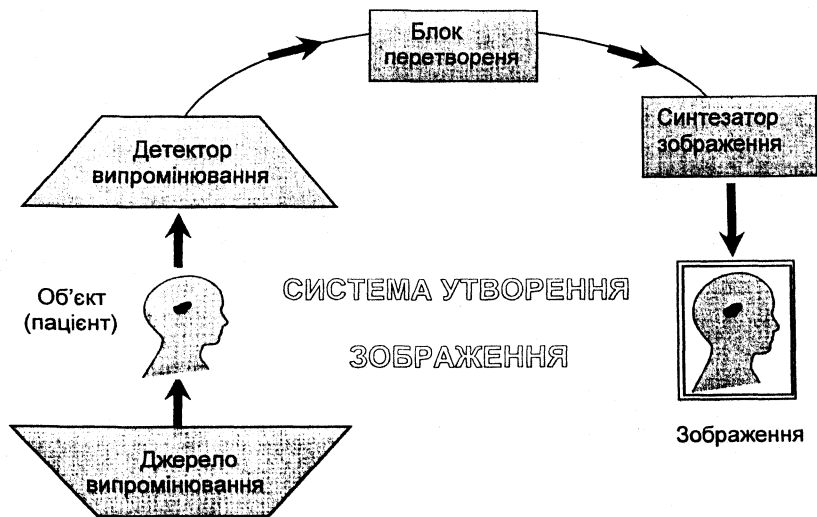 Блок
перетвореня
Синтезатор
зображення
Детектор
випромінювання
Об'єкт
(пацієнт)
СИСТЕМА УТВОРЕННЯ
ЗОБРАЖЕННЯ
Зображення
Джерело
випромінювання